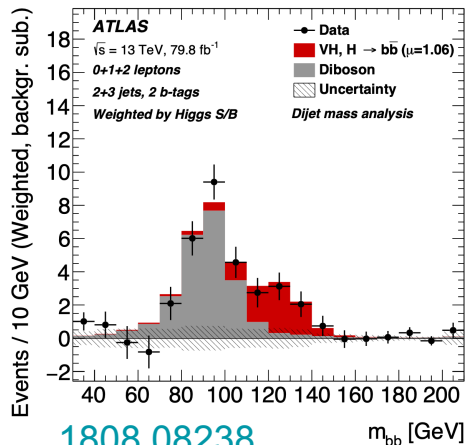 ATLAS
√s = 13 TeV, 79.8 fb⁻¹
0+1+2 leptons
2+3 jets, 2 b-tags
Weighted by Higgs S/B
Data
VH, H → bb̄ (μ=1.06)
Diboson
Uncertainty
Dijet mass analysis
Events / 10 GeV (Weighted, backgr. sub.)
18
16
14
12
10
8
6
4
2
0
−2
40 60 80 100 120 140 160 180 200
m_bb [GeV]
1808.08238